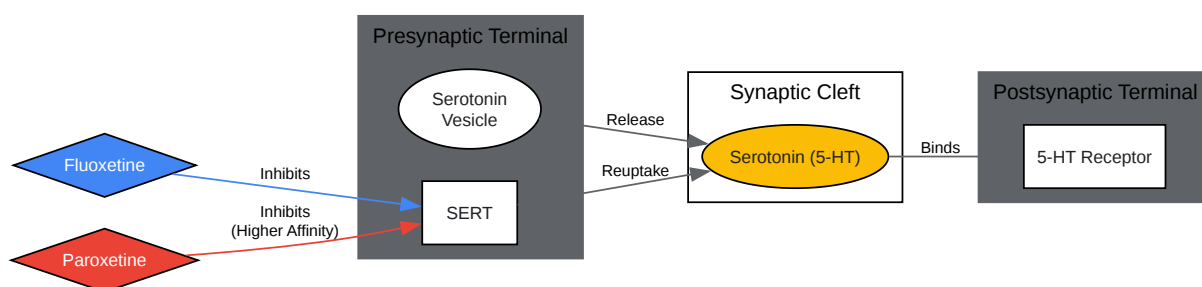 Presynaptic Terminal
Serotonin
Vesicle
Fluoxetine
Inhibits
Inhibits
(Higher Affinity)
Paroxetine
SERT
Release
Reuptake
Synaptic Cleft
Serotonin (5-HT)
Binds
Postsynaptic Terminal
5-HT Receptor